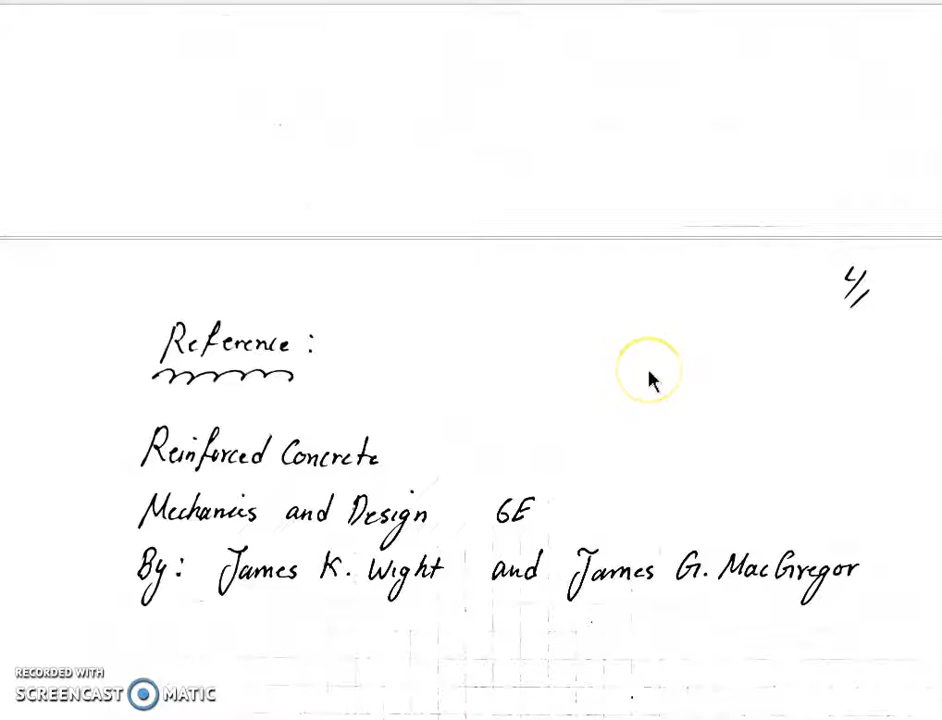 4/
Reference :
Reinforced Concrete
Mechanics and Design 6E
By: James K. Wight and James G. MacGregor
RECORDED WITH
SCREENCAST MATIC